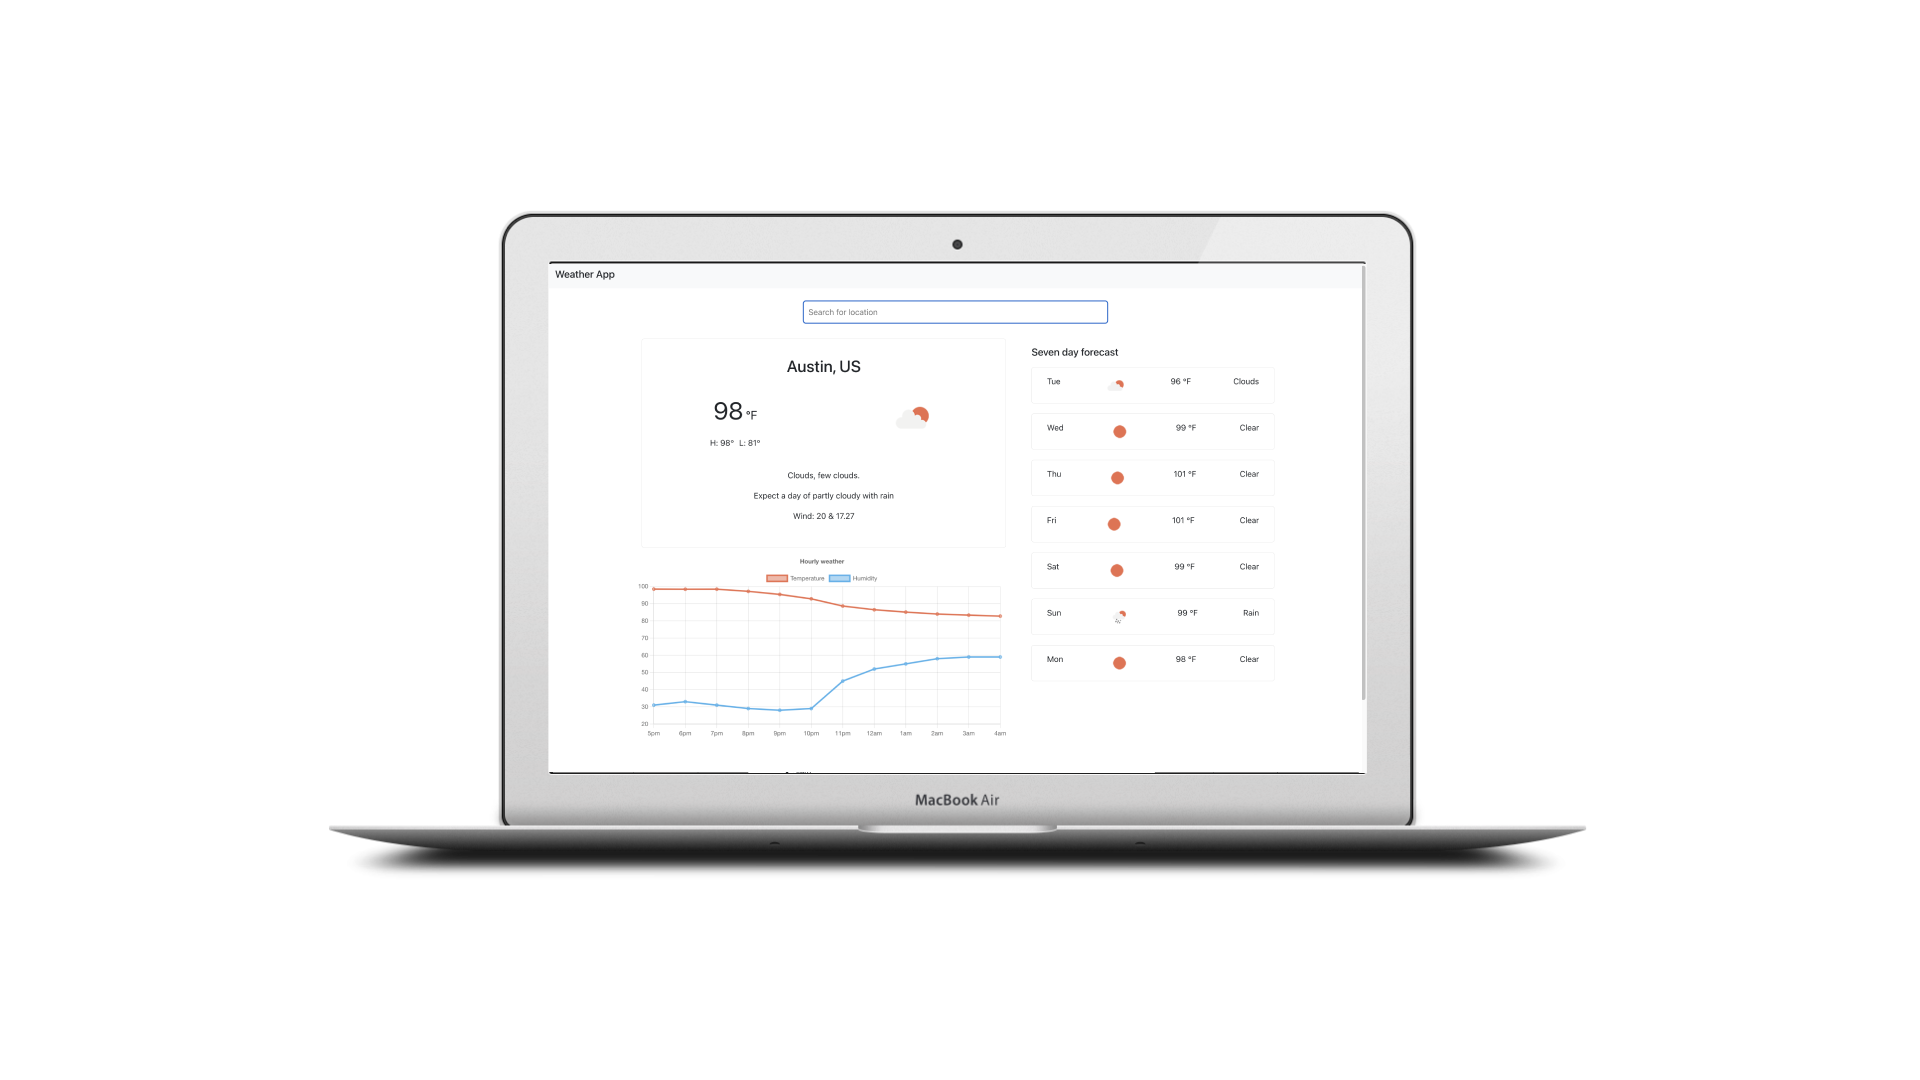 Weather App
Search for location
Austin, US
98 °F
H: 98° L: 81°
Clouds, few clouds.
Expect a day of partly cloudy with rain
Wind: 20 & 17.27
Seven day forecast
Tue 96 °F Clouds
Wed 99 °F Clear
Thu 101 °F Clear
Fri 101 °F Clear
Sat 99 °F Clear
Sun 99 °F Rain
Mon 98 °F Clear
Hourly weather
Temperature Humidity
100
90
80
70
60
50
40
30
20
5pm 6pm 7pm 8pm 9pm 10pm 11pm 12am 1am 2am 3am 4am
MacBook Air